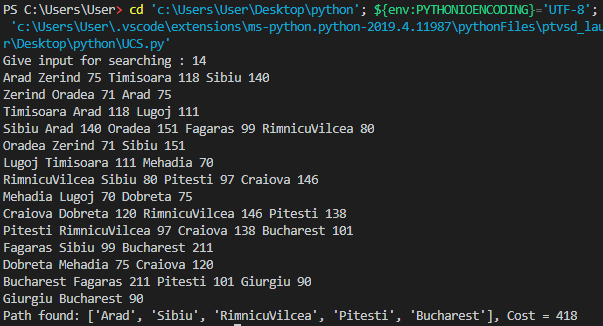 PS C:\Users\User> cd 'c:\Users\User\Desktop\python'; ${env:PYTHONIOENCODING}='UTF-8';
'c:\Users\User\.vscode\extensions\ms-python.python-2019.4.11987\pythonFiles\ptvsd_lau
r\Desktop\python\UCS.py'
Give input for searching : 14
Arad Zerind 75 Timisoara 118 Sibiu 140
Zerind Oradea 71 Arad 75
Timisoara Arad 118 Lugoj 111
Sibiu Arad 140 Oradea 151 Fagaras 99 RimnicuVilcea 80
Oradea Zerind 71 Sibiu 151
Lugoj Timisoara 111 Mehadia 70
RimnicuVilcea Sibiu 80 Pitesti 97 Craiova 146
Mehadia Lugoj 70 Dobreta 75
Craiova Dobreta 120 RimnicuVilcea 146 Pitesti 138
Pitesti RimnicuVilcea 97 Craiova 138 Bucharest 101
Fagaras Sibiu 99 Bucharest 211
Dobreta Mehadia 75 Craiova 120
Bucharest Fagaras 211 Pitesti 101 Giurgiu 90
Giurgiu Bucharest 90
Path found: ['Arad', 'Sibiu', 'RimnicuVilcea', 'Pitesti', 'Bucharest'], Cost = 418